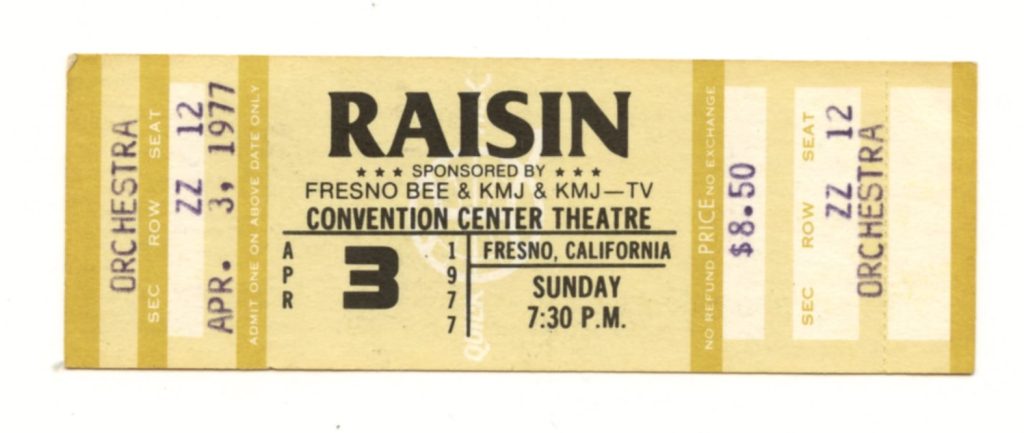 ORCHESTRA
SEC ROW SEAT
ZZ 12
APR. 3, 1977
ADMIT ONE ON ABOVE DATE ONLY
RAISIN
★ ★ ★ SPONSORED BY ★ ★ ★
FRESNO BEE & KMJ & KMJ—TV
CONVENTION CENTER THEATRE
APR
3
1977
FRESNO, CALIFORNIA
SUNDAY
7:30 P.M.
NO REFUND PRICE NO EXCHANGE
$8.50
SEC ROW SEAT
ZZ 12
ORCHESTRA